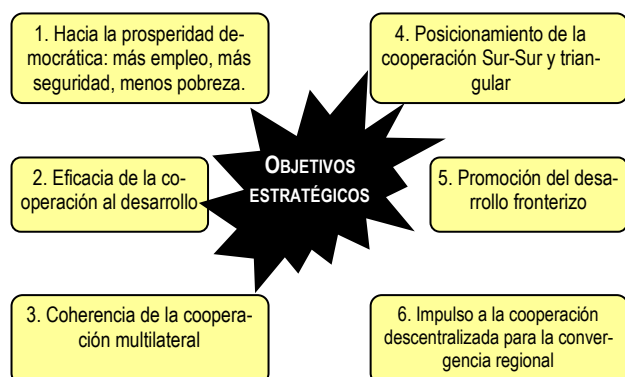 1. Hacia la prosperidad de-
mocrática: más empleo, más
seguridad, menos pobreza.
4. Posicionamiento de la
cooperación Sur-Sur y trian-
gular
OBJETIVOS
ESTRATÉGICOS
2. Eficacia de la co-
operación al desarrollo
5. Promoción del desa-
rrollo fronterizo
3. Coherencia de la coopera-
ción multilateral
6. Impulso a la cooperación
descentralizada para la conver-
gencia regional